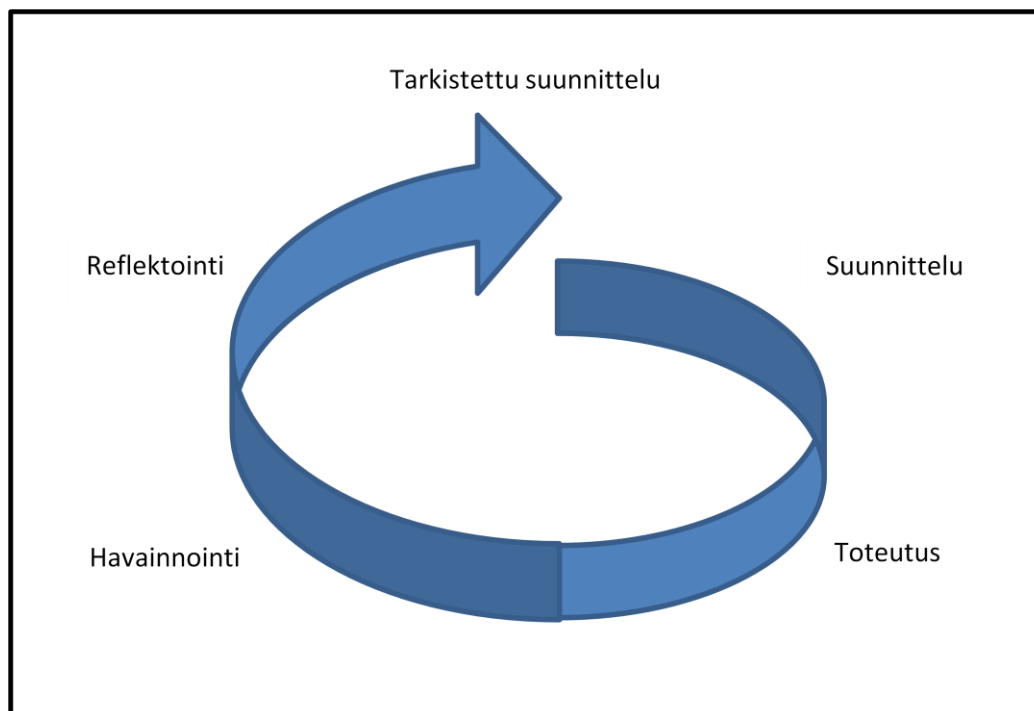 Tarkistettu suunnittelu
Reflektointi
Suunnittelu
Havainnointi
Toteutus